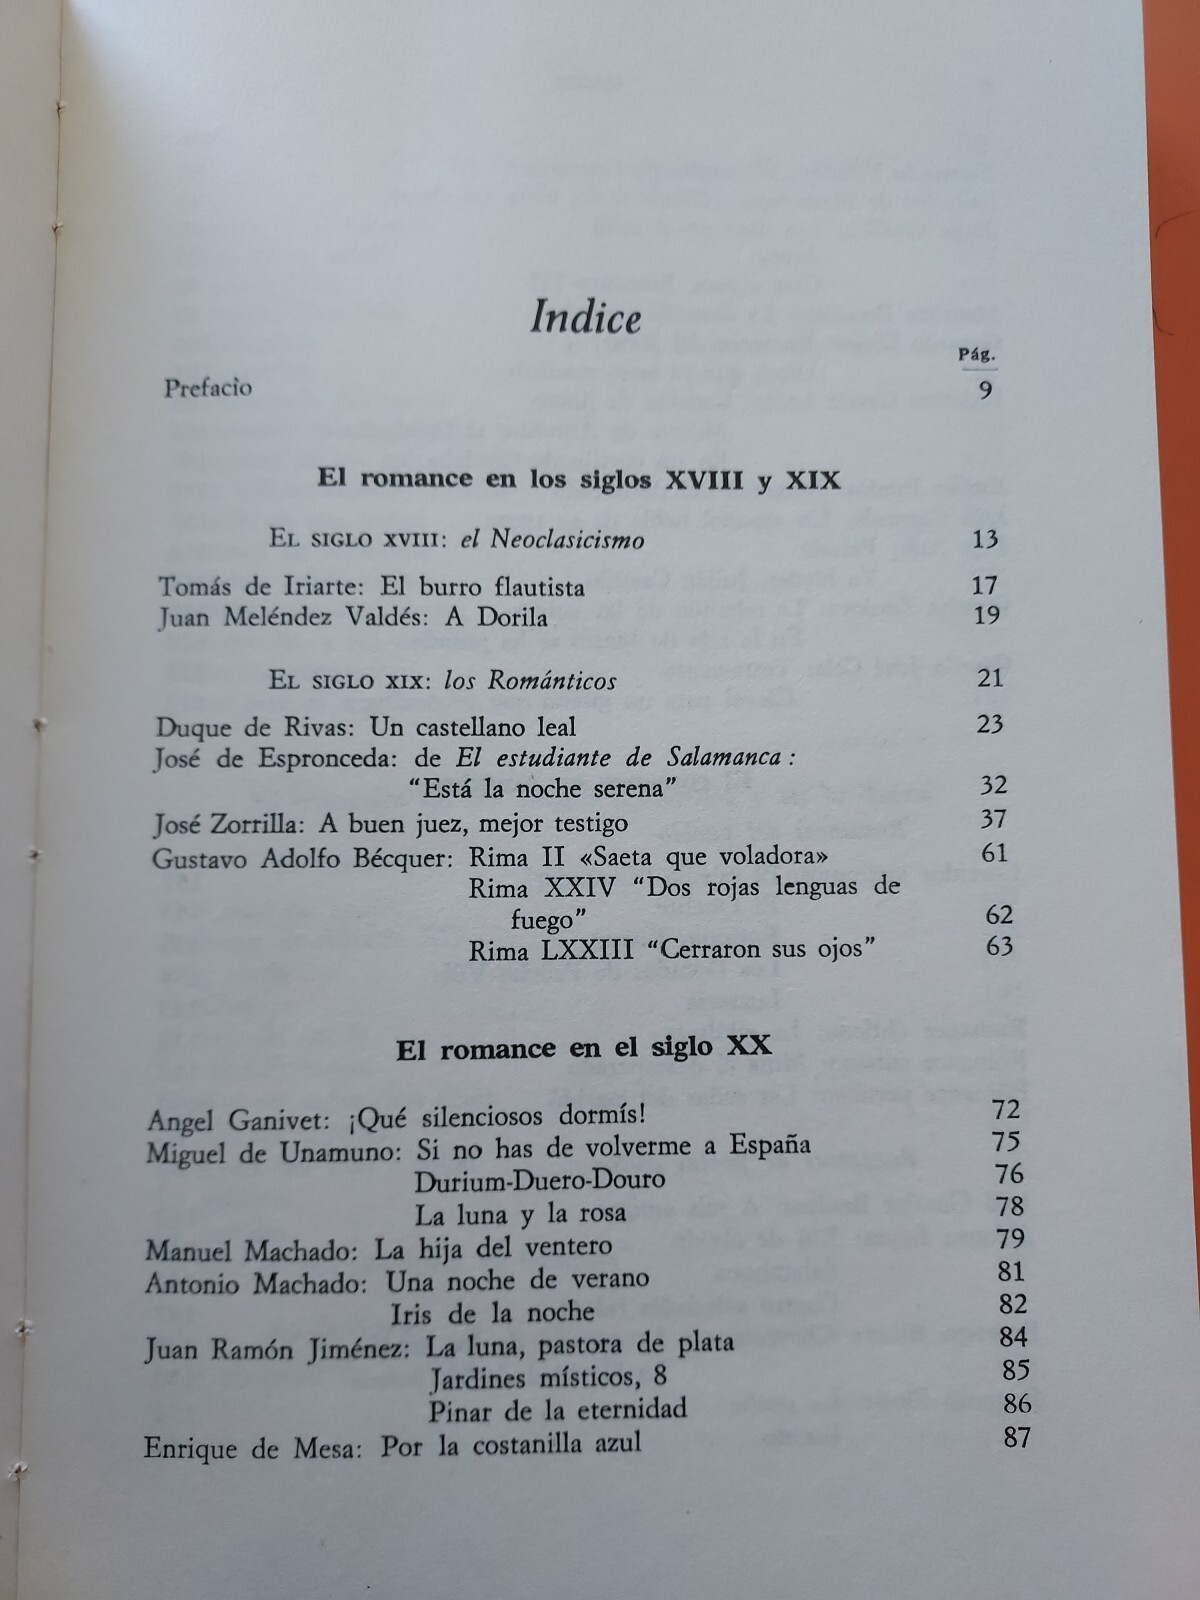 Indice
Pág.
Prefacio 9
El romance en los siglos XVIII y XIX
EL SIGLO XVIII: el Neoclasicismo 13
Tomás de Iriarte: El burro flautista 17
Juan Meléndez Valdés: A Dorila 19
EL SIGLO XIX: los Románticos 21
Duque de Rivas: Un castellano leal 23
José de Espronceda: de El estudiante de Salamanca:
“Está la noche serena” 32
José Zorrilla: A buen juez, mejor testigo 37
Gustavo Adolfo Bécquer: Rima II «Saeta que voladora» 61
Rima XXIV “Dos rojas lenguas de
fuego” 62
Rima LXXIII “Cerraron sus ojos” 63
El romance en el siglo XX
Angel Ganivet: ¡Qué silenciosos dormís! 72
Miguel de Unamuno: Si no has de volverme a España 75
Durium-Duero-Douro 76
La luna y la rosa 78
Manuel Machado: La hija del ventero 79
Antonio Machado: Una noche de verano 81
Iris de la noche 82
Juan Ramón Jiménez: La luna, pastora de plata 84
Jardines místicos, 8 85
Pinar de la eternidad 86
Enrique de Mesa: Por la costanilla azul 87